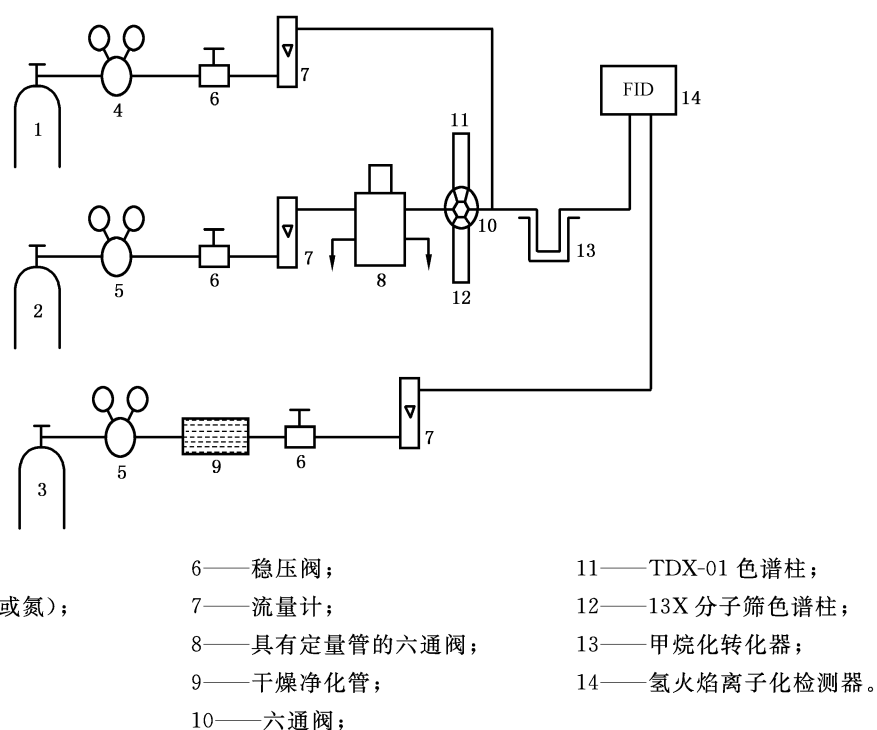 7
FID
14
4
6
11
1
10
7
13
5
6
8
12
2
7
5
9
6
3
6——稳压阀；
11——TDX-01 色谱柱；
或氮)；
7——流量计；
12——13X 分子筛色谱柱；
8——具有定量管的六通阀；
13——甲烷化转化器；
9——干燥净化管；
14——氢火焰离子化检测器。
10——六通阀；